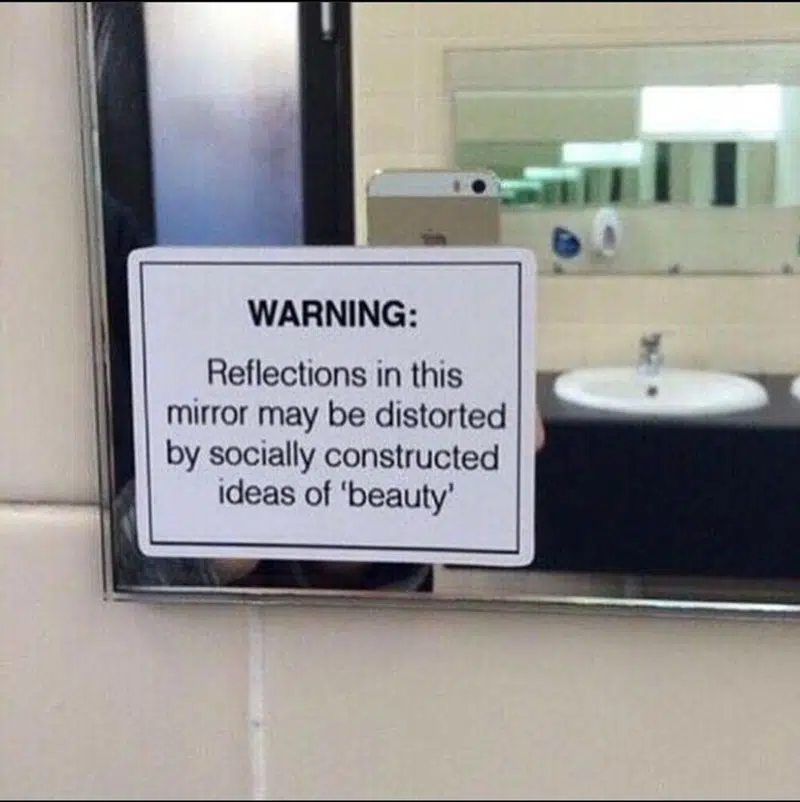 WARNING:
Reflections in this
mirror may be distorted
by socially constructed
ideas of ‘beauty’